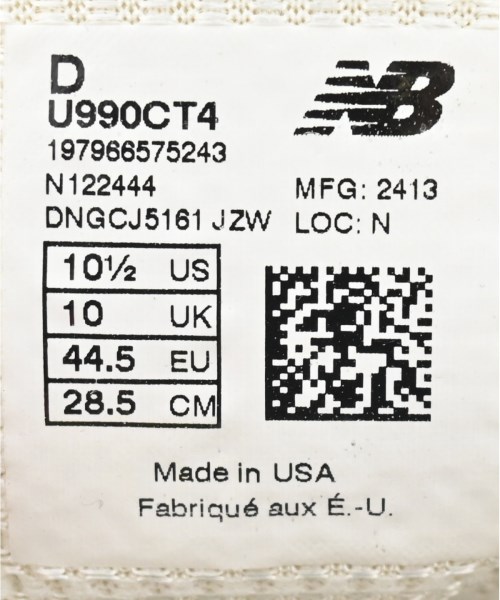 D
NB
U990CT4
197966575243
N122444
MFG: 2413
DNGCJ5161 JZW
LOC: N
10½ US
10 UK
44.5 EU
28.5 CM
Made in USA
Fabriqué aux É.-U.